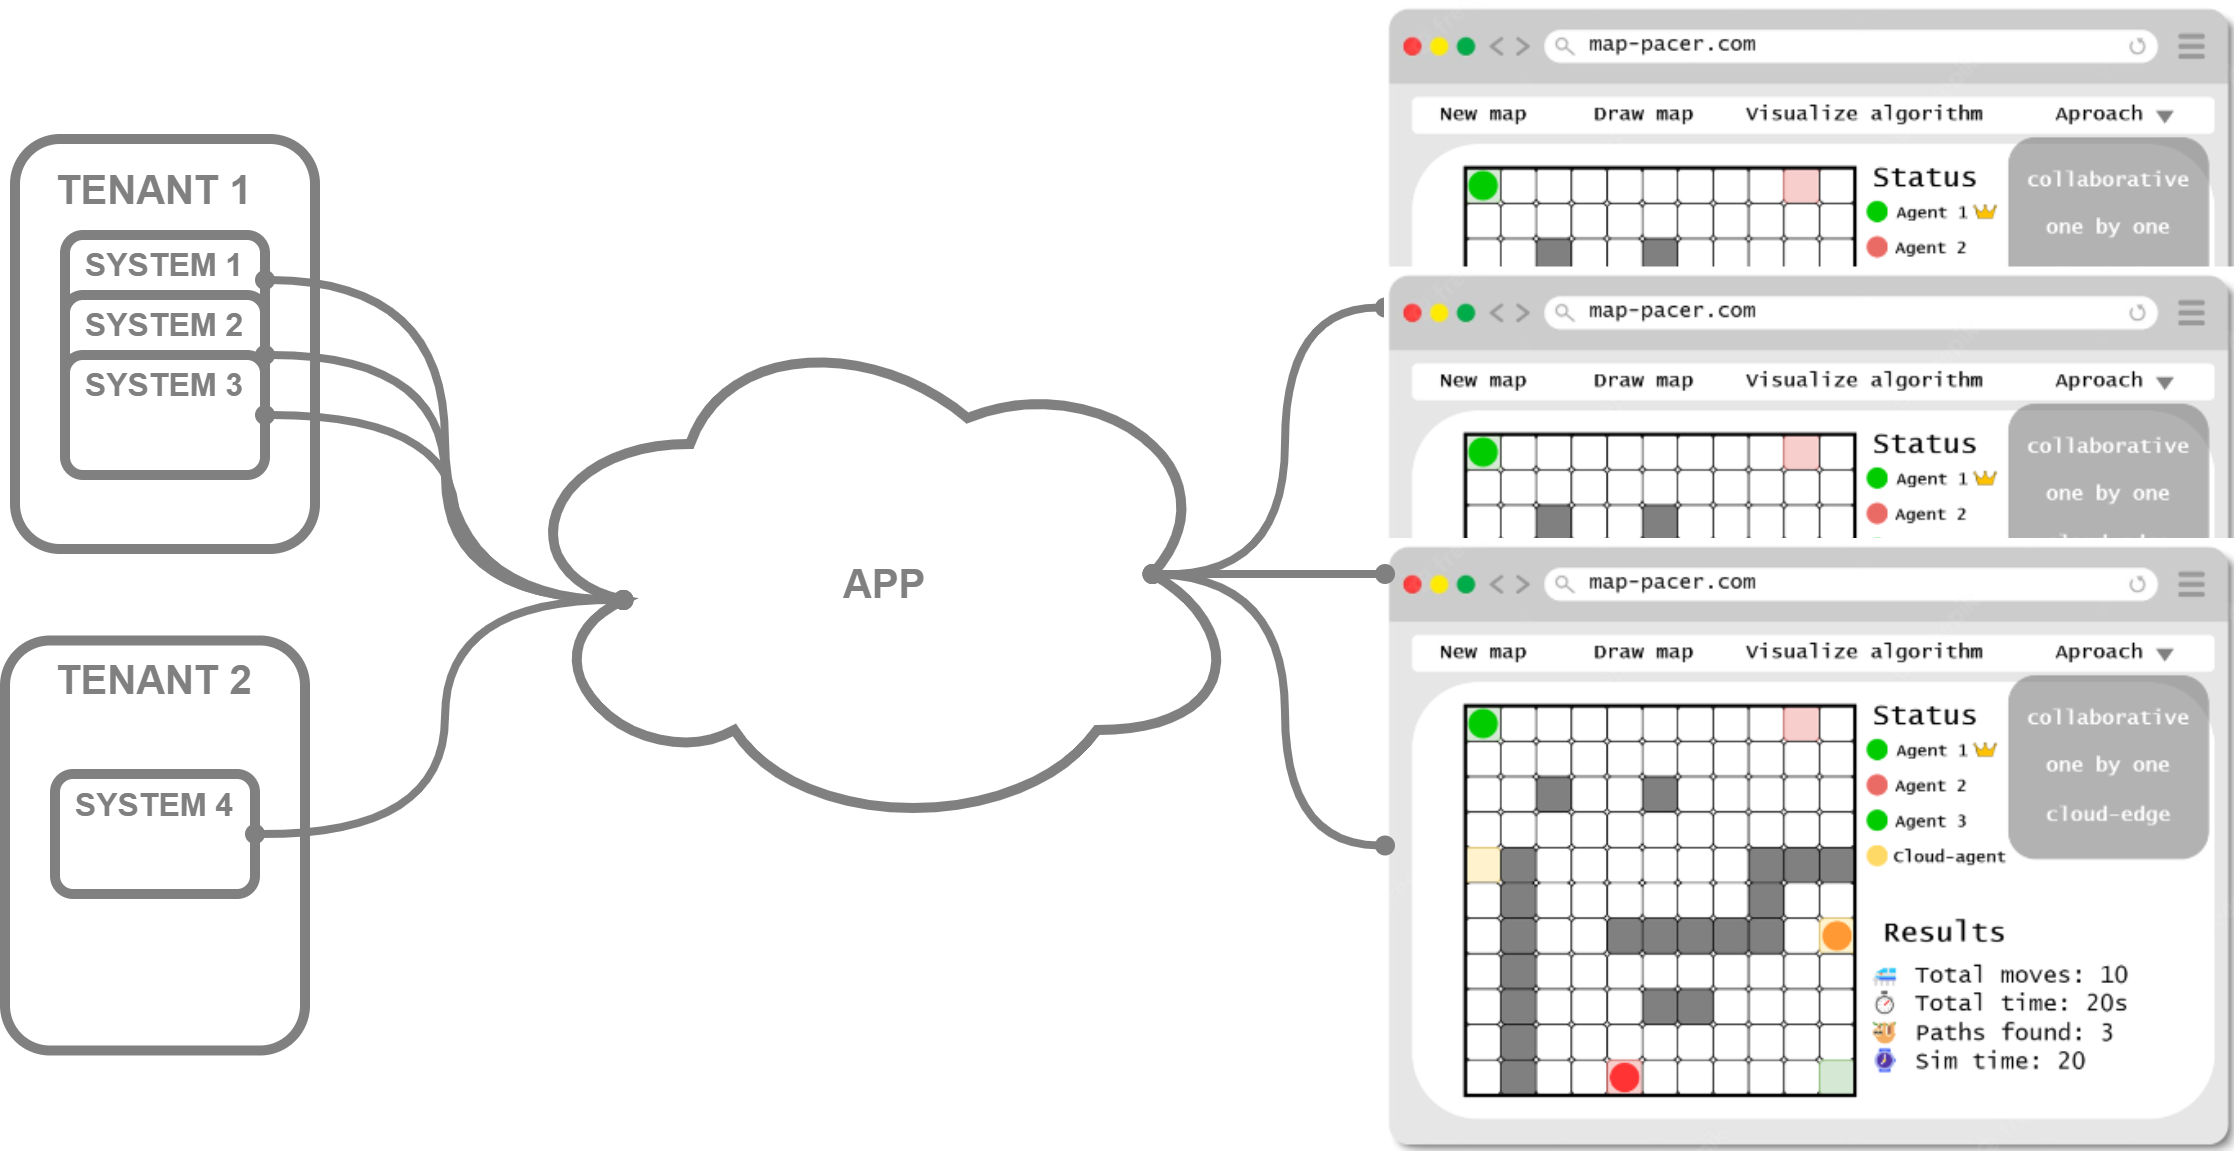 TENANT 1
SYSTEM 1
SYSTEM 2
SYSTEM 3
TENANT 2
SYSTEM 4
APP
map-pacer.com
New map Draw map Visualize algorithm Aproach
Status
Agent 1
Agent 2
collaborative
one by one
map-pacer.com
New map Draw map Visualize algorithm Aproach
Status
Agent 1
Agent 2
collaborative
one by one
map-pacer.com
New map Draw map Visualize algorithm Aproach
Status
Agent 1
Agent 2
Agent 3
Cloud-agent
collaborative
one by one
cloud-edge
Results
Total moves: 10
Total time: 20s
Paths found: 3
Sim time: 20